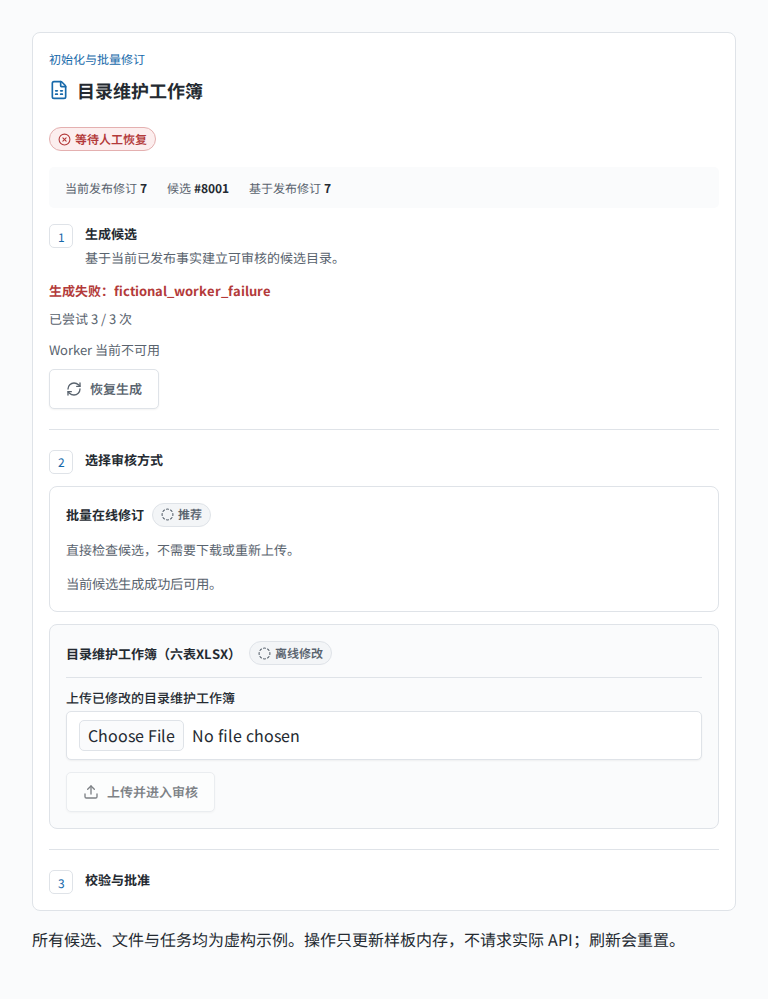 初始化与批量修订
目录维护工作簿
等待人工恢复
当前发布修订 7 候选 #8001 基于发布修订 7
1 生成候选
基于当前已发布事实建立可审核的候选目录。
生成失败：fictional_worker_failure
已尝试 3 / 3 次
Worker 当前不可用
恢复生成
2 选择审核方式
批量在线修订 推荐
直接检查候选，不需要下载或重新上传。
当前候选生成成功后可用。
目录维护工作簿（六表XLSX） 离线修改
上传已修改的目录维护工作簿
Choose File No file chosen
上传并进入审核
3 校验与批准
所有候选、文件与任务均为虚构示例。操作只更新样板内存，不请求实际 API；刷新会重置。